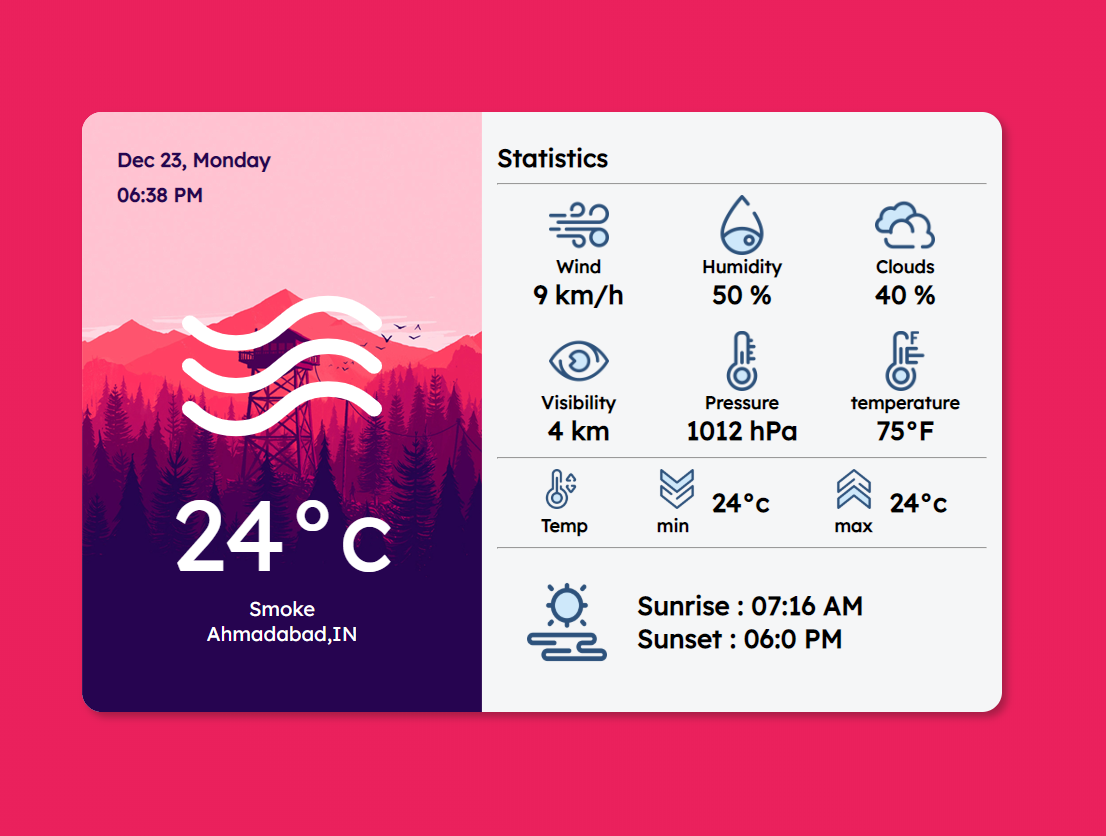 Dec 23, Monday
06:38 PM
24°c
Smoke
Ahmadabad,IN
Statistics
Wind
9 km/h
Humidity
50 %
Clouds
40 %
Visibility
4 km
Pressure
1012 hPa
F
temperature
75°F
Temp
min
24°c
max
24°c
Sunrise : 07:16 AM
Sunset : 06:0 PM